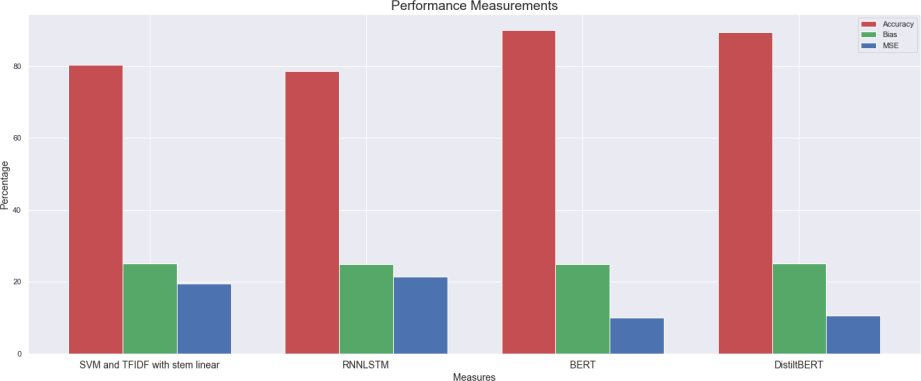 Performance Measurements
Accuracy
Bias
MSE
80
60
40
20
0
Percentage
SVM and TFIDF with stem linear
RNNLSTM
BERT
DistiltBERT
Measures